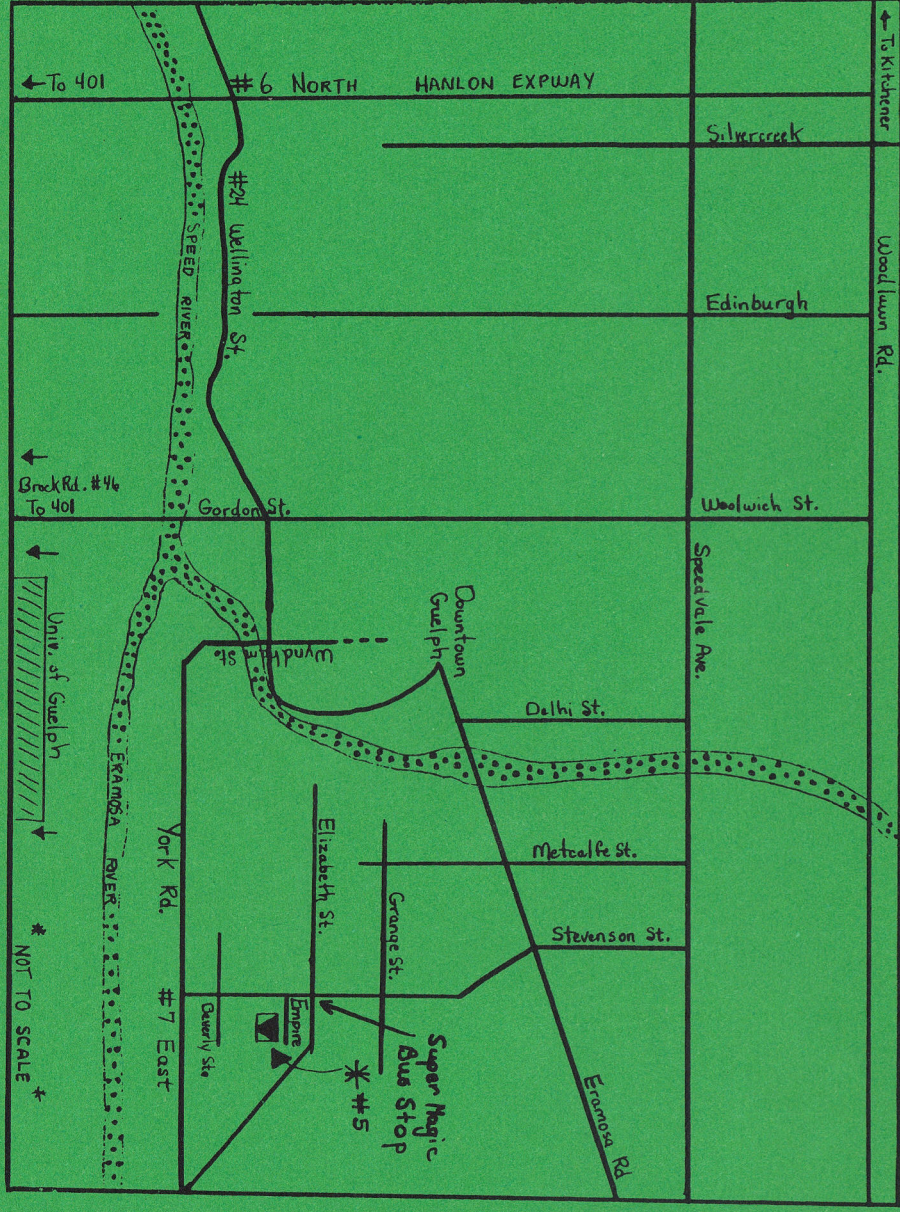 ← To Kitchener
← To 401
#6 NORTH
HANLON EXPWAY
Silvercreek
#24 Wellington St.
SPEED RIVER
Woodlawn Rd.
Edinburgh
←
Brock Rd. #46
To 401
Gordon St.
Woolwich St.
Speedvale Ave.
Downtown
Guelph
Wyndham
St.
Univ. of Guelph
Delhi St.
ERAMOSA RIVER
York Rd.
Elizabeth St.
Metcalfe St.
Grange St.
Stevenson St.
* NOT TO SCALE *
#7 East
Beverly St.
Empire
Super Magic
Bus Stop
* #5
Eramosa Rd